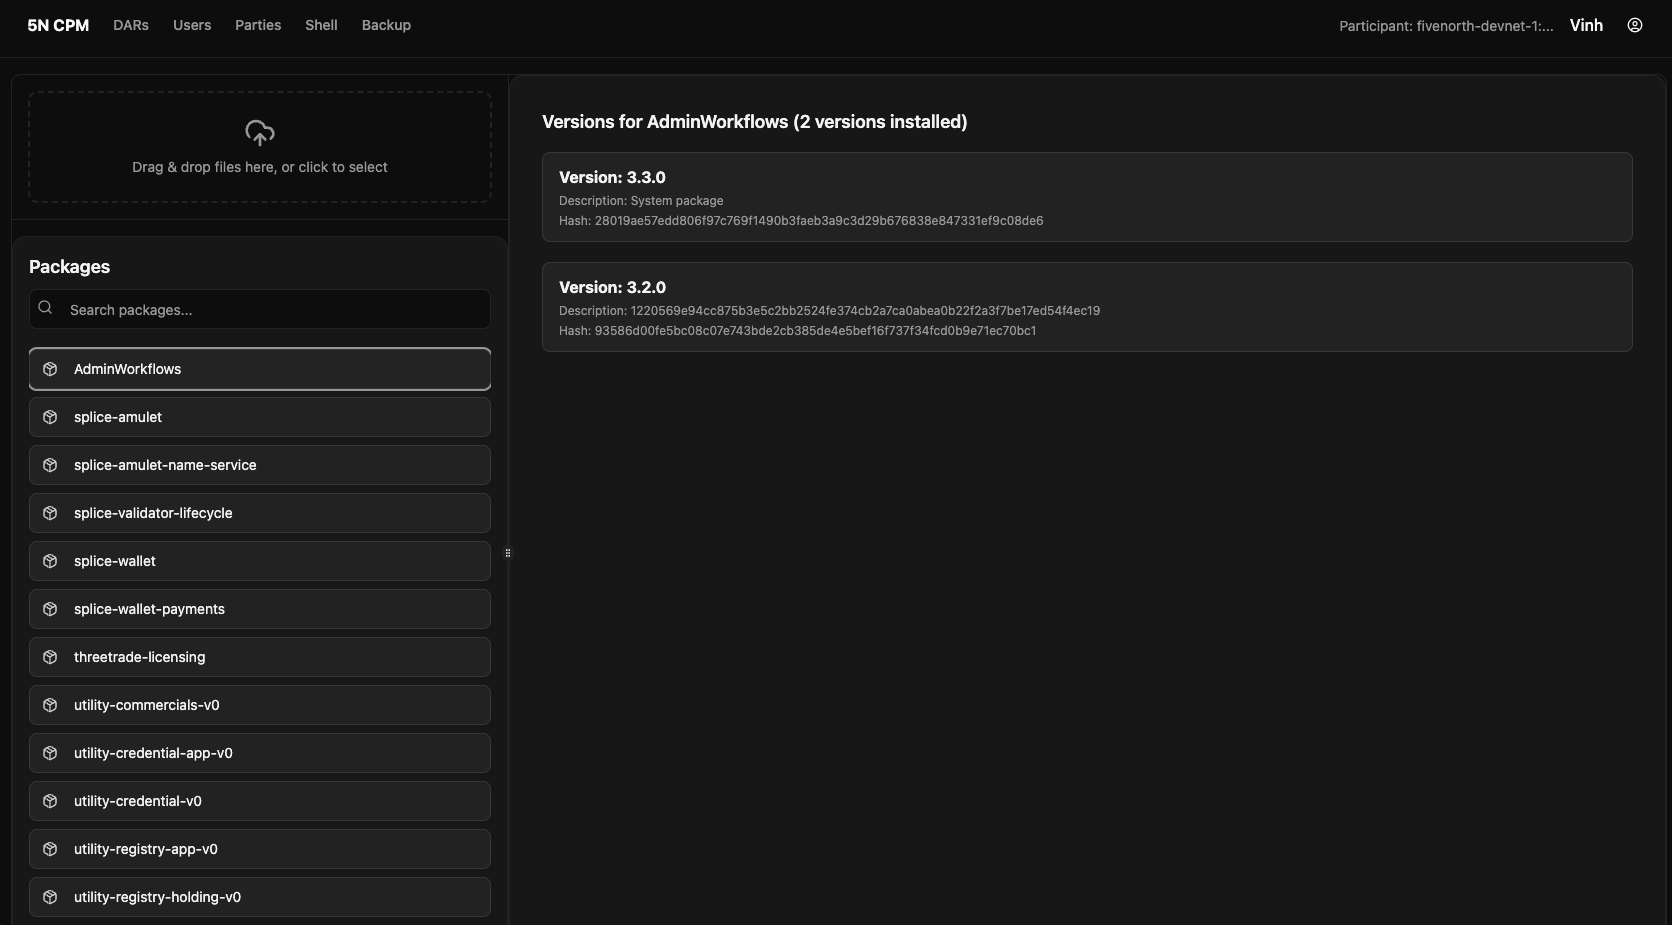 5N CPM DARs Users Parties Shell Backup Participant: fivenorth-devnet-1:... Vinh
Drag & drop files here, or click to select
Packages
Search packages...
AdminWorkflows
splice-amulet
splice-amulet-name-service
splice-validator-lifecycle
splice-wallet
splice-wallet-payments
threetrade-licensing
utility-commercials-v0
utility-credential-app-v0
utility-credential-v0
utility-registry-app-v0
utility-registry-holding-v0
Versions for AdminWorkflows (2 versions installed)
Version: 3.3.0
Description: System package
Hash: 28019ae57edd806f97c769f1490b3faeb3a9c3d29b676838e847331ef9c08de6
Version: 3.2.0
Description: 1220569e94cc875b3e5c2bb2524fe374cb2a7ca0abea0b22f2a3f7be17ed54f4ec19
Hash: 93586d00fe5bc08c07e743bde2cb385de4e5bef16f737f34fcd0b9e71ec70bc1